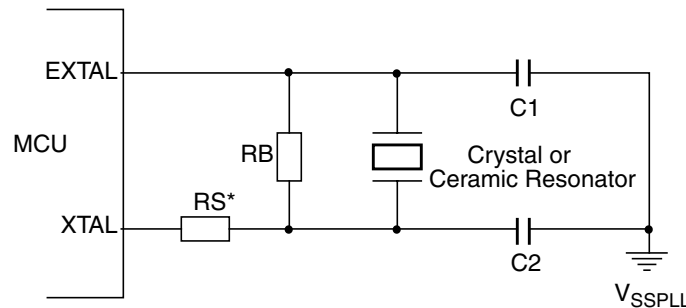 EXTAL
C1
MCU
RB
Crystal or
Ceramic Resonator
RS*
XTAL
C2
VSSPLL